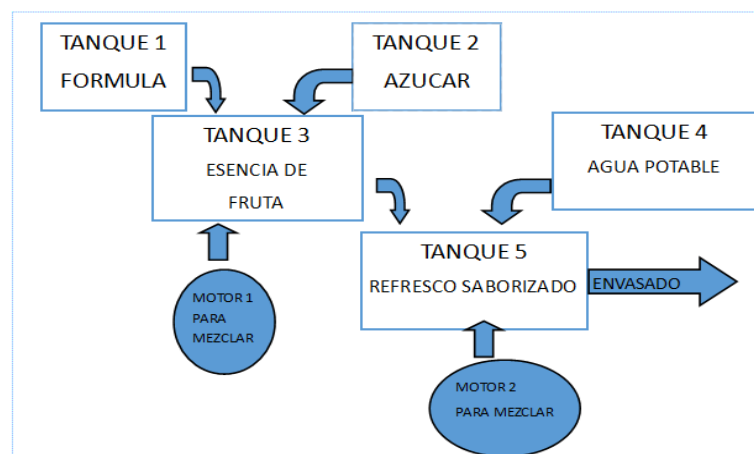 TANQUE 1
FORMULA
TANQUE 2
AZUCAR
TANQUE 3
ESENCIA DE
FRUTA
TANQUE 4
AGUA POTABLE
TANQUE 5
REFRESCO SABORIZADO
ENVASADO
MOTOR 1
PARA
MEZCLAR
MOTOR 2
PARA MEZCLAR